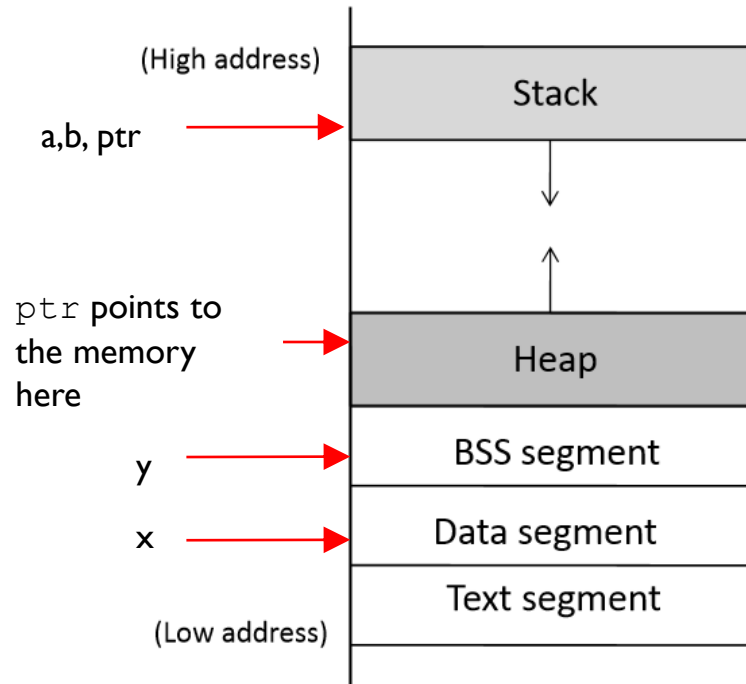 (High address)
Stack
a,b, ptr
ptr points to
the memory
here
Heap
y
BSS segment
x
Data segment
Text segment
(Low address)